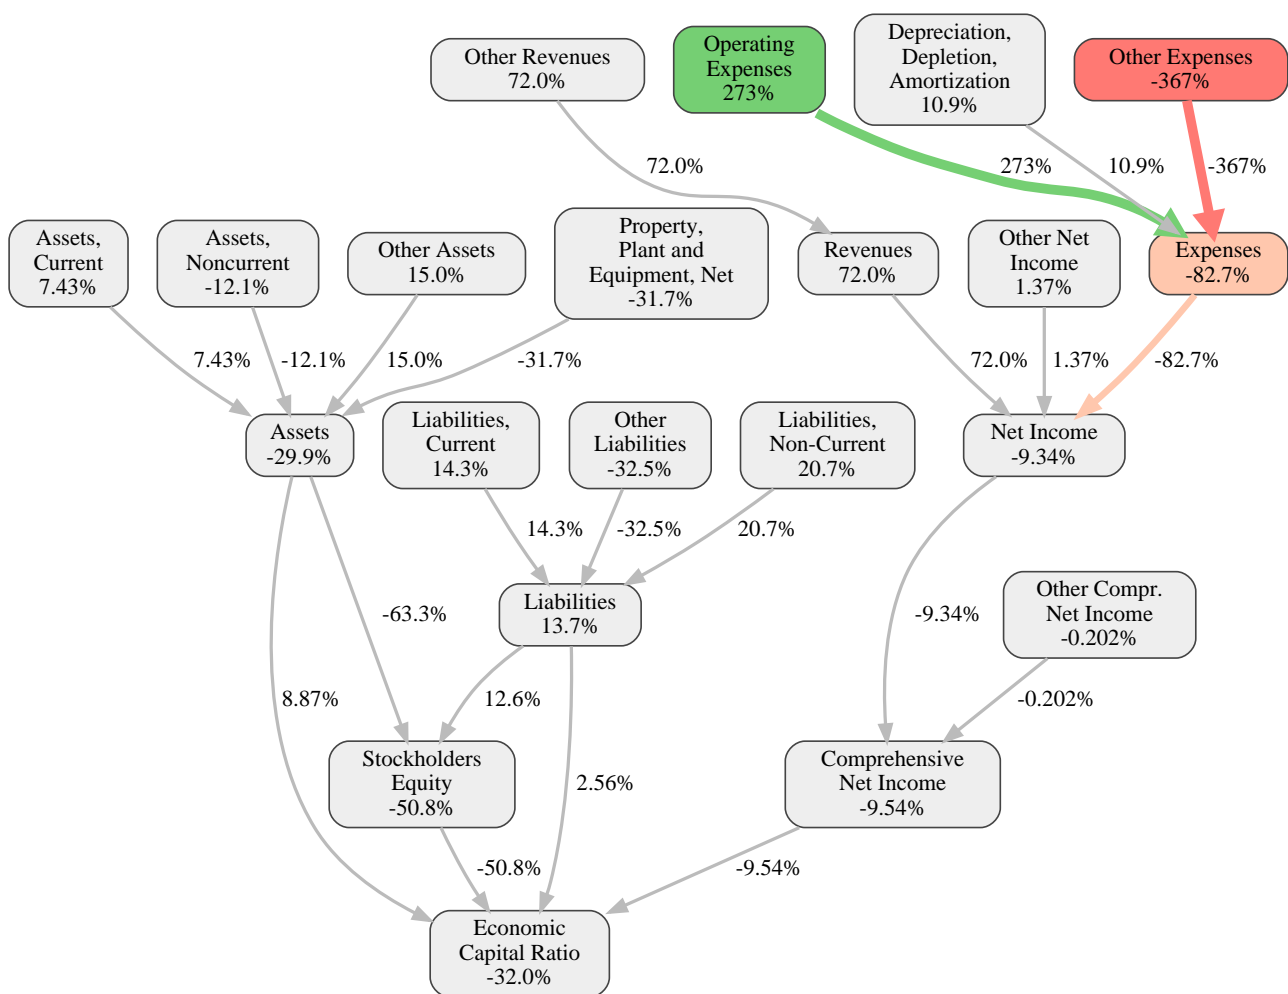 Other Revenues
72.0%
Operating
Expenses
273%
Depreciation,
Depletion,
Amortization
10.9%
Other Expenses
-367%
72.0%
273%
10.9%
-367%
Assets,
Current
7.43%
Assets,
Noncurrent
-12.1%
Other Assets
15.0%
Property,
Plant and
Equipment, Net
-31.7%
Revenues
72.0%
Other Net
Income
1.37%
Expenses
-82.7%
7.43%
-12.1%
15.0%
-31.7%
72.0%
1.37%
-82.7%
Assets
-29.9%
Liabilities,
Current
14.3%
Other
Liabilities
-32.5%
Liabilities,
Non-Current
20.7%
Net Income
-9.34%
14.3%
-32.5%
20.7%
Liabilities
13.7%
Other Compr.
Net Income
-0.202%
-63.3%
-9.34%
8.87%
12.6%
-0.202%
Stockholders
Equity
-50.8%
2.56%
Comprehensive
Net Income
-9.54%
-50.8%
-9.54%
Economic
Capital Ratio
-32.0%